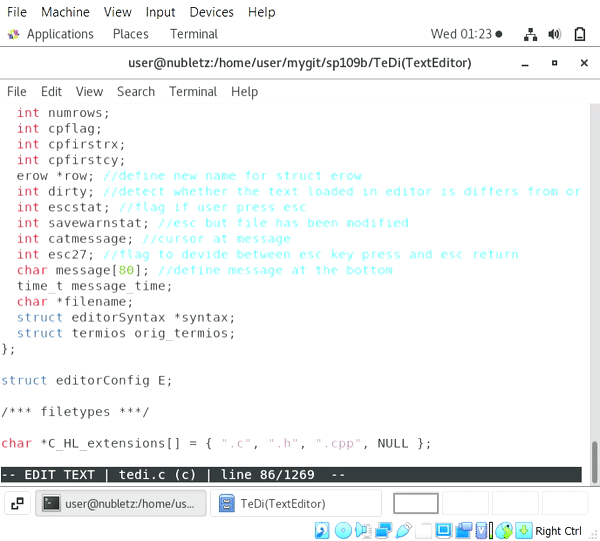 File Machine View Input Devices Help
Applications Places Terminal Wed 01:23
user@nubletz:/home/user/mygit/sp109b/TeDi(TextEditor)
File Edit View Search Terminal Help
int numrows;
int cpflag;
int cpfirstrx;
int cpfirstcy;
erow *row; //define new name for struct erow
int dirty; //detect whether the text loaded in editor is differs from or
int escstat; //flag if user press esc
int savewarnstat; //esc but file has been modified
int catmessage; //cursor at message
int esc27; //flag to devide between esc key press and esc return
char message[80]; //define message at the bottom
time_t message_time;
char *filename;
struct editorSyntax *syntax;
struct termios orig_termios;
};
struct editorConfig E;
/*** filetypes ***/
char *C_HL_extensions[] = { ".c", ".h", ".cpp", NULL };
-- EDIT TEXT | tedi.c (c) | line 86/1269 --
user@nubletz:/home/us... TeDi(TextEditor)
Right Ctrl